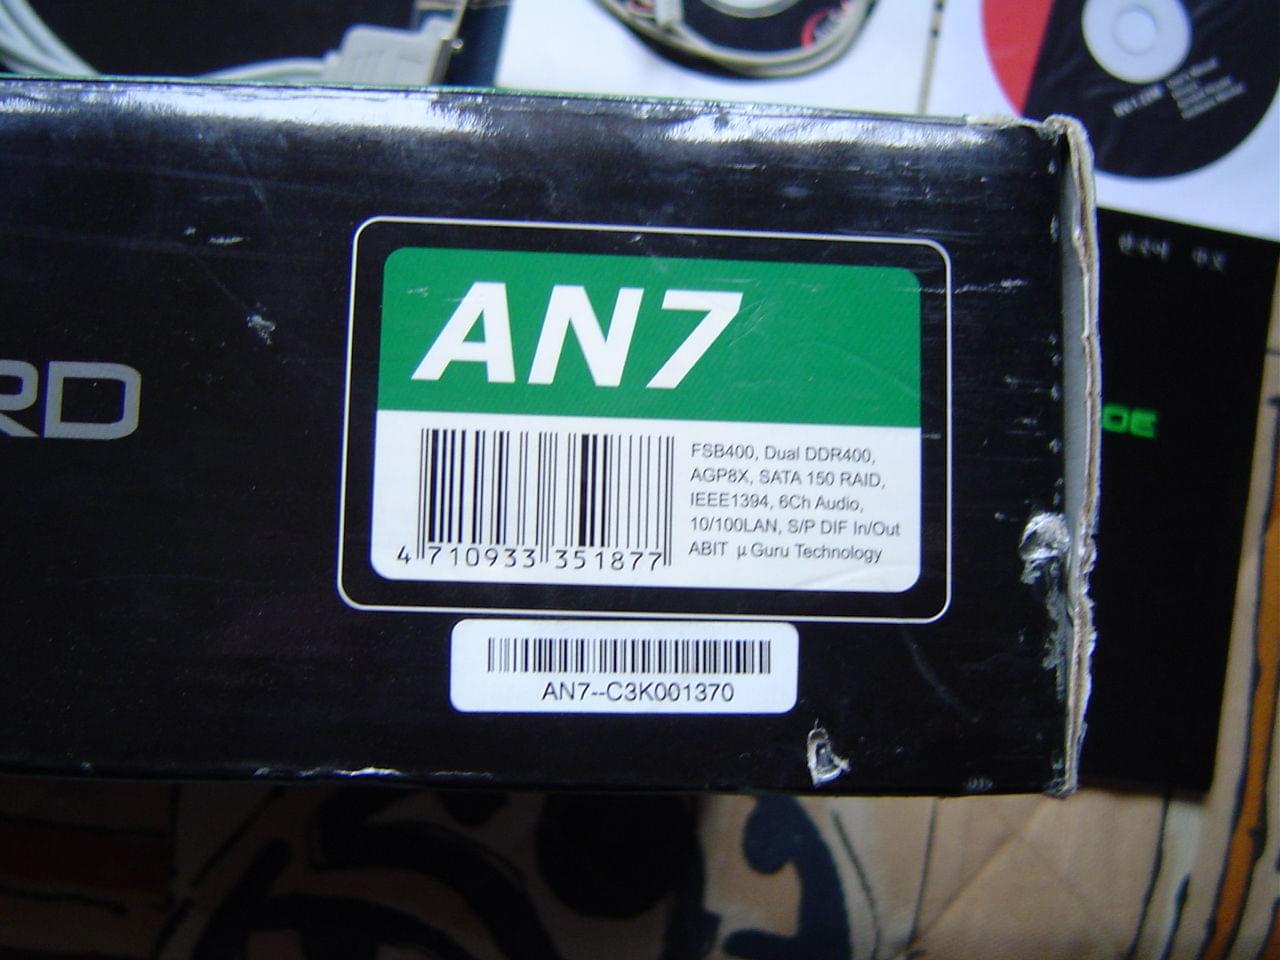 RD
AN7
FSB400, Dual DDR400,
AGP8X, SATA 150 RAID,
IEEE1394, 6Ch Audio,
10/100LAN, S/P DIF In/Out
ABIT μ Guru Technology
4 710933 351877
AN7--C3K001370
DE